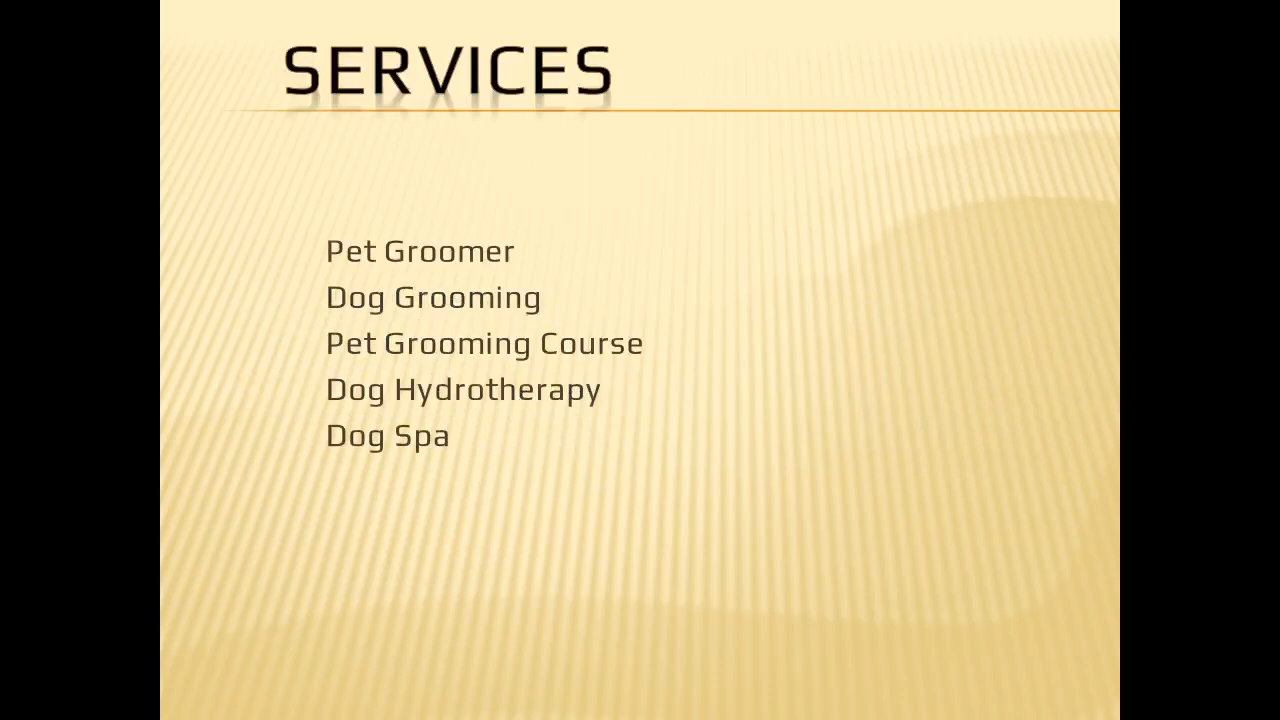 SERVICES
Pet Groomer
Dog Grooming
Pet Grooming Course
Dog Hydrotherapy
Dog Spa